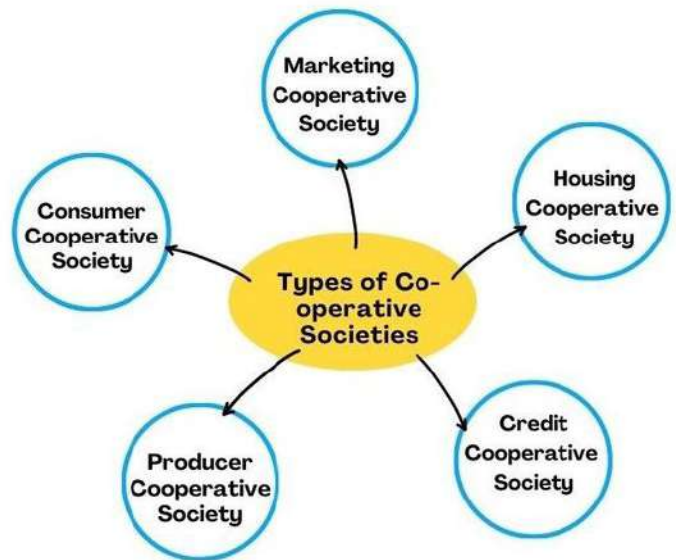 Marketing
Cooperative
Society
Housing
Cooperative
Society
Consumer
Cooperative
Society
Types of Co-
operative
Societies
Credit
Cooperative
Society
Producer
Cooperative
Society